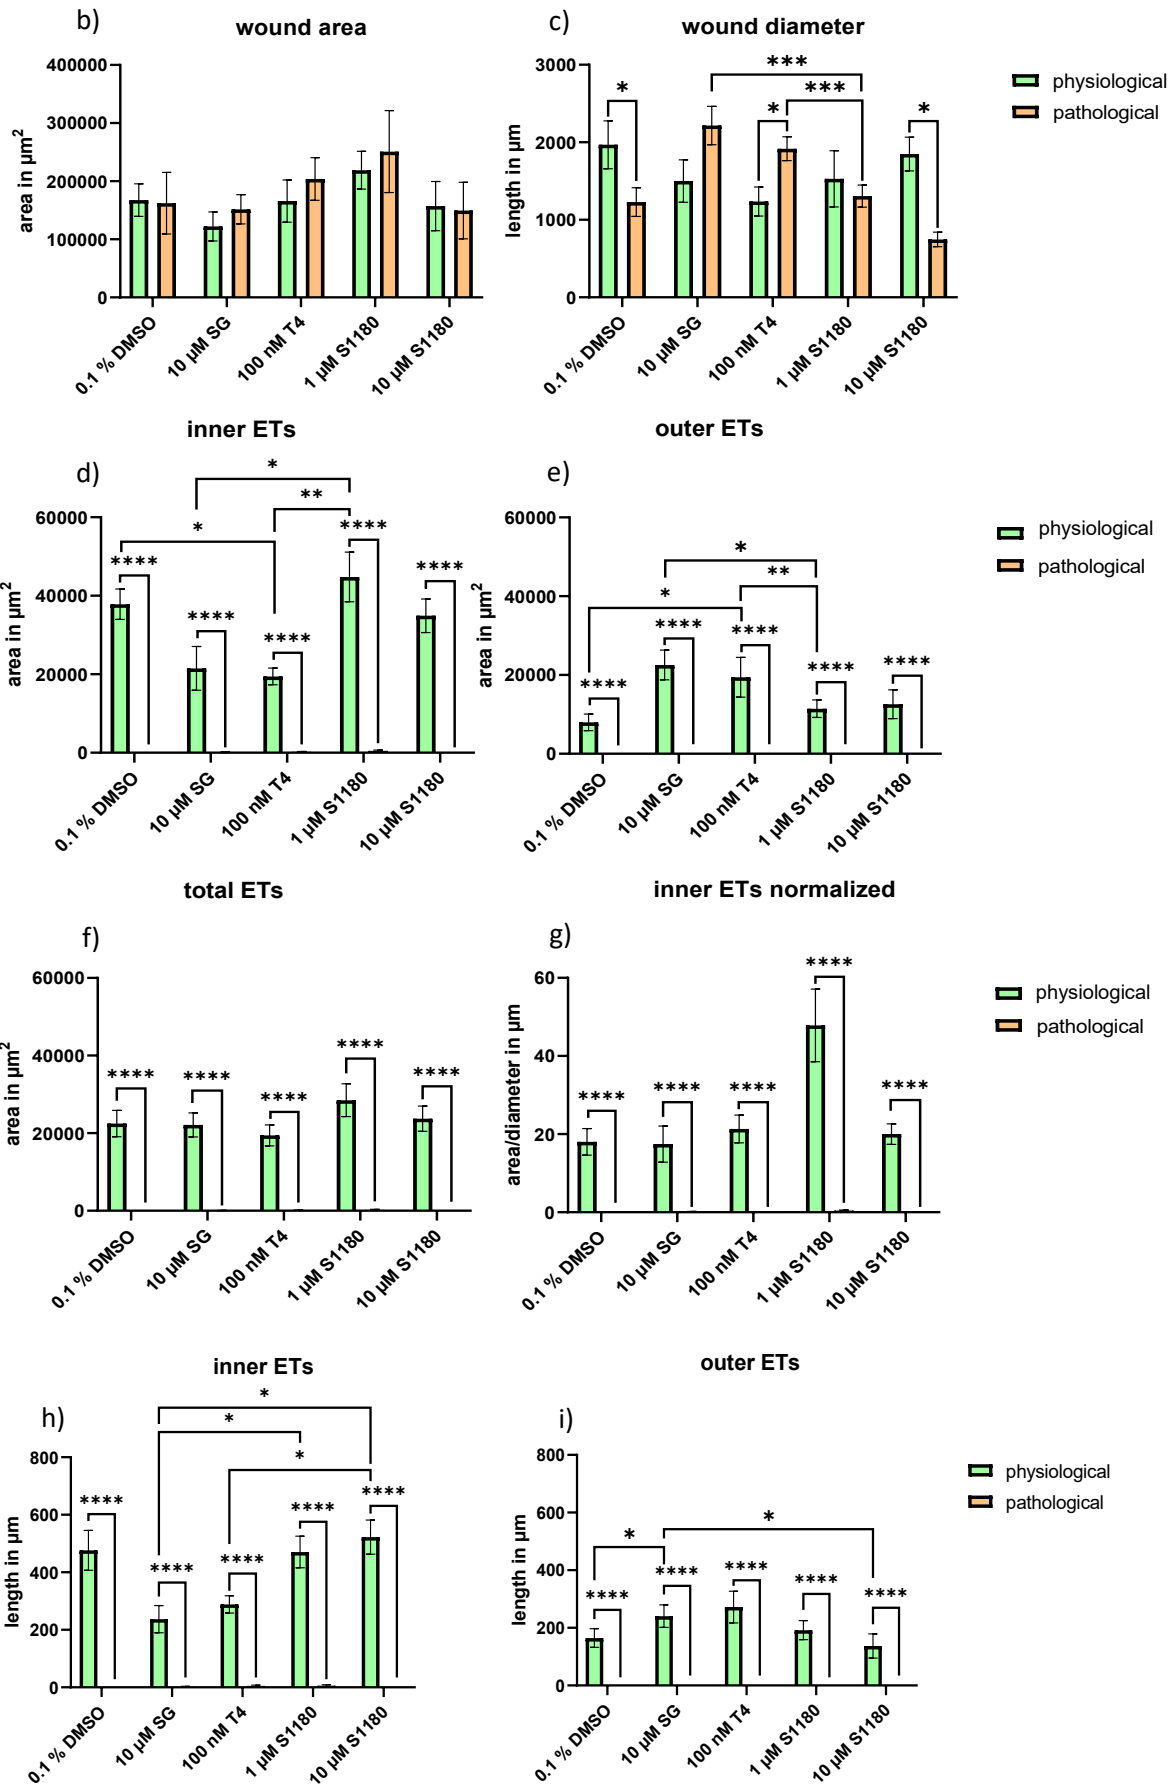 b)
wound area
400000
300000
200000
100000
0
area in µm²
0.1 % DMSO
10 µM SG
100 nM T4
1 µM S1180
10 µM S1180
c)
wound diameter
3000
2000
1000
0
length in µm
*
***
***
*
*
0.1 % DMSO
10 µM SG
100 nM T4
1 µM S1180
10 µM S1180
physiological
pathological
inner ETs
d)
60000
40000
20000
0
area in µm²
*
**
*
****
****
****
****
****
0.1 % DMSO
10 µM SG
100 nM T4
1 µM S1180
10 µM S1180
outer ETs
e)
60000
40000
20000
0
area in µm²
*
**
*
****
****
****
****
****
0.1 % DMSO
10 µM SG
100 nM T4
1 µM S1180
10 µM S1180
physiological
pathological
total ETs
f)
60000
40000
20000
0
area in µm²
****
****
****
****
****
0.1 % DMSO
10 µM SG
100 nM T4
1 µM S1180
10 µM S1180
inner ETs normalized
g)
60
40
20
0
area/diameter in µm
****
****
****
****
****
0.1 % DMSO
10 µM SG
100 nM T4
1 µM S1180
10 µM S1180
physiological
pathological
inner ETs
h)
800
600
400
200
0
length in µm
*
*
*
****
****
****
****
****
0.1 % DMSO
10 µM SG
100 nM T4
1 µM S1180
10 µM S1180
outer ETs
i)
800
600
400
200
0
length in µm
*
*
****
****
****
****
****
0.1 % DMSO
10 µM SG
100 nM T4
1 µM S1180
10 µM S1180
physiological
pathological